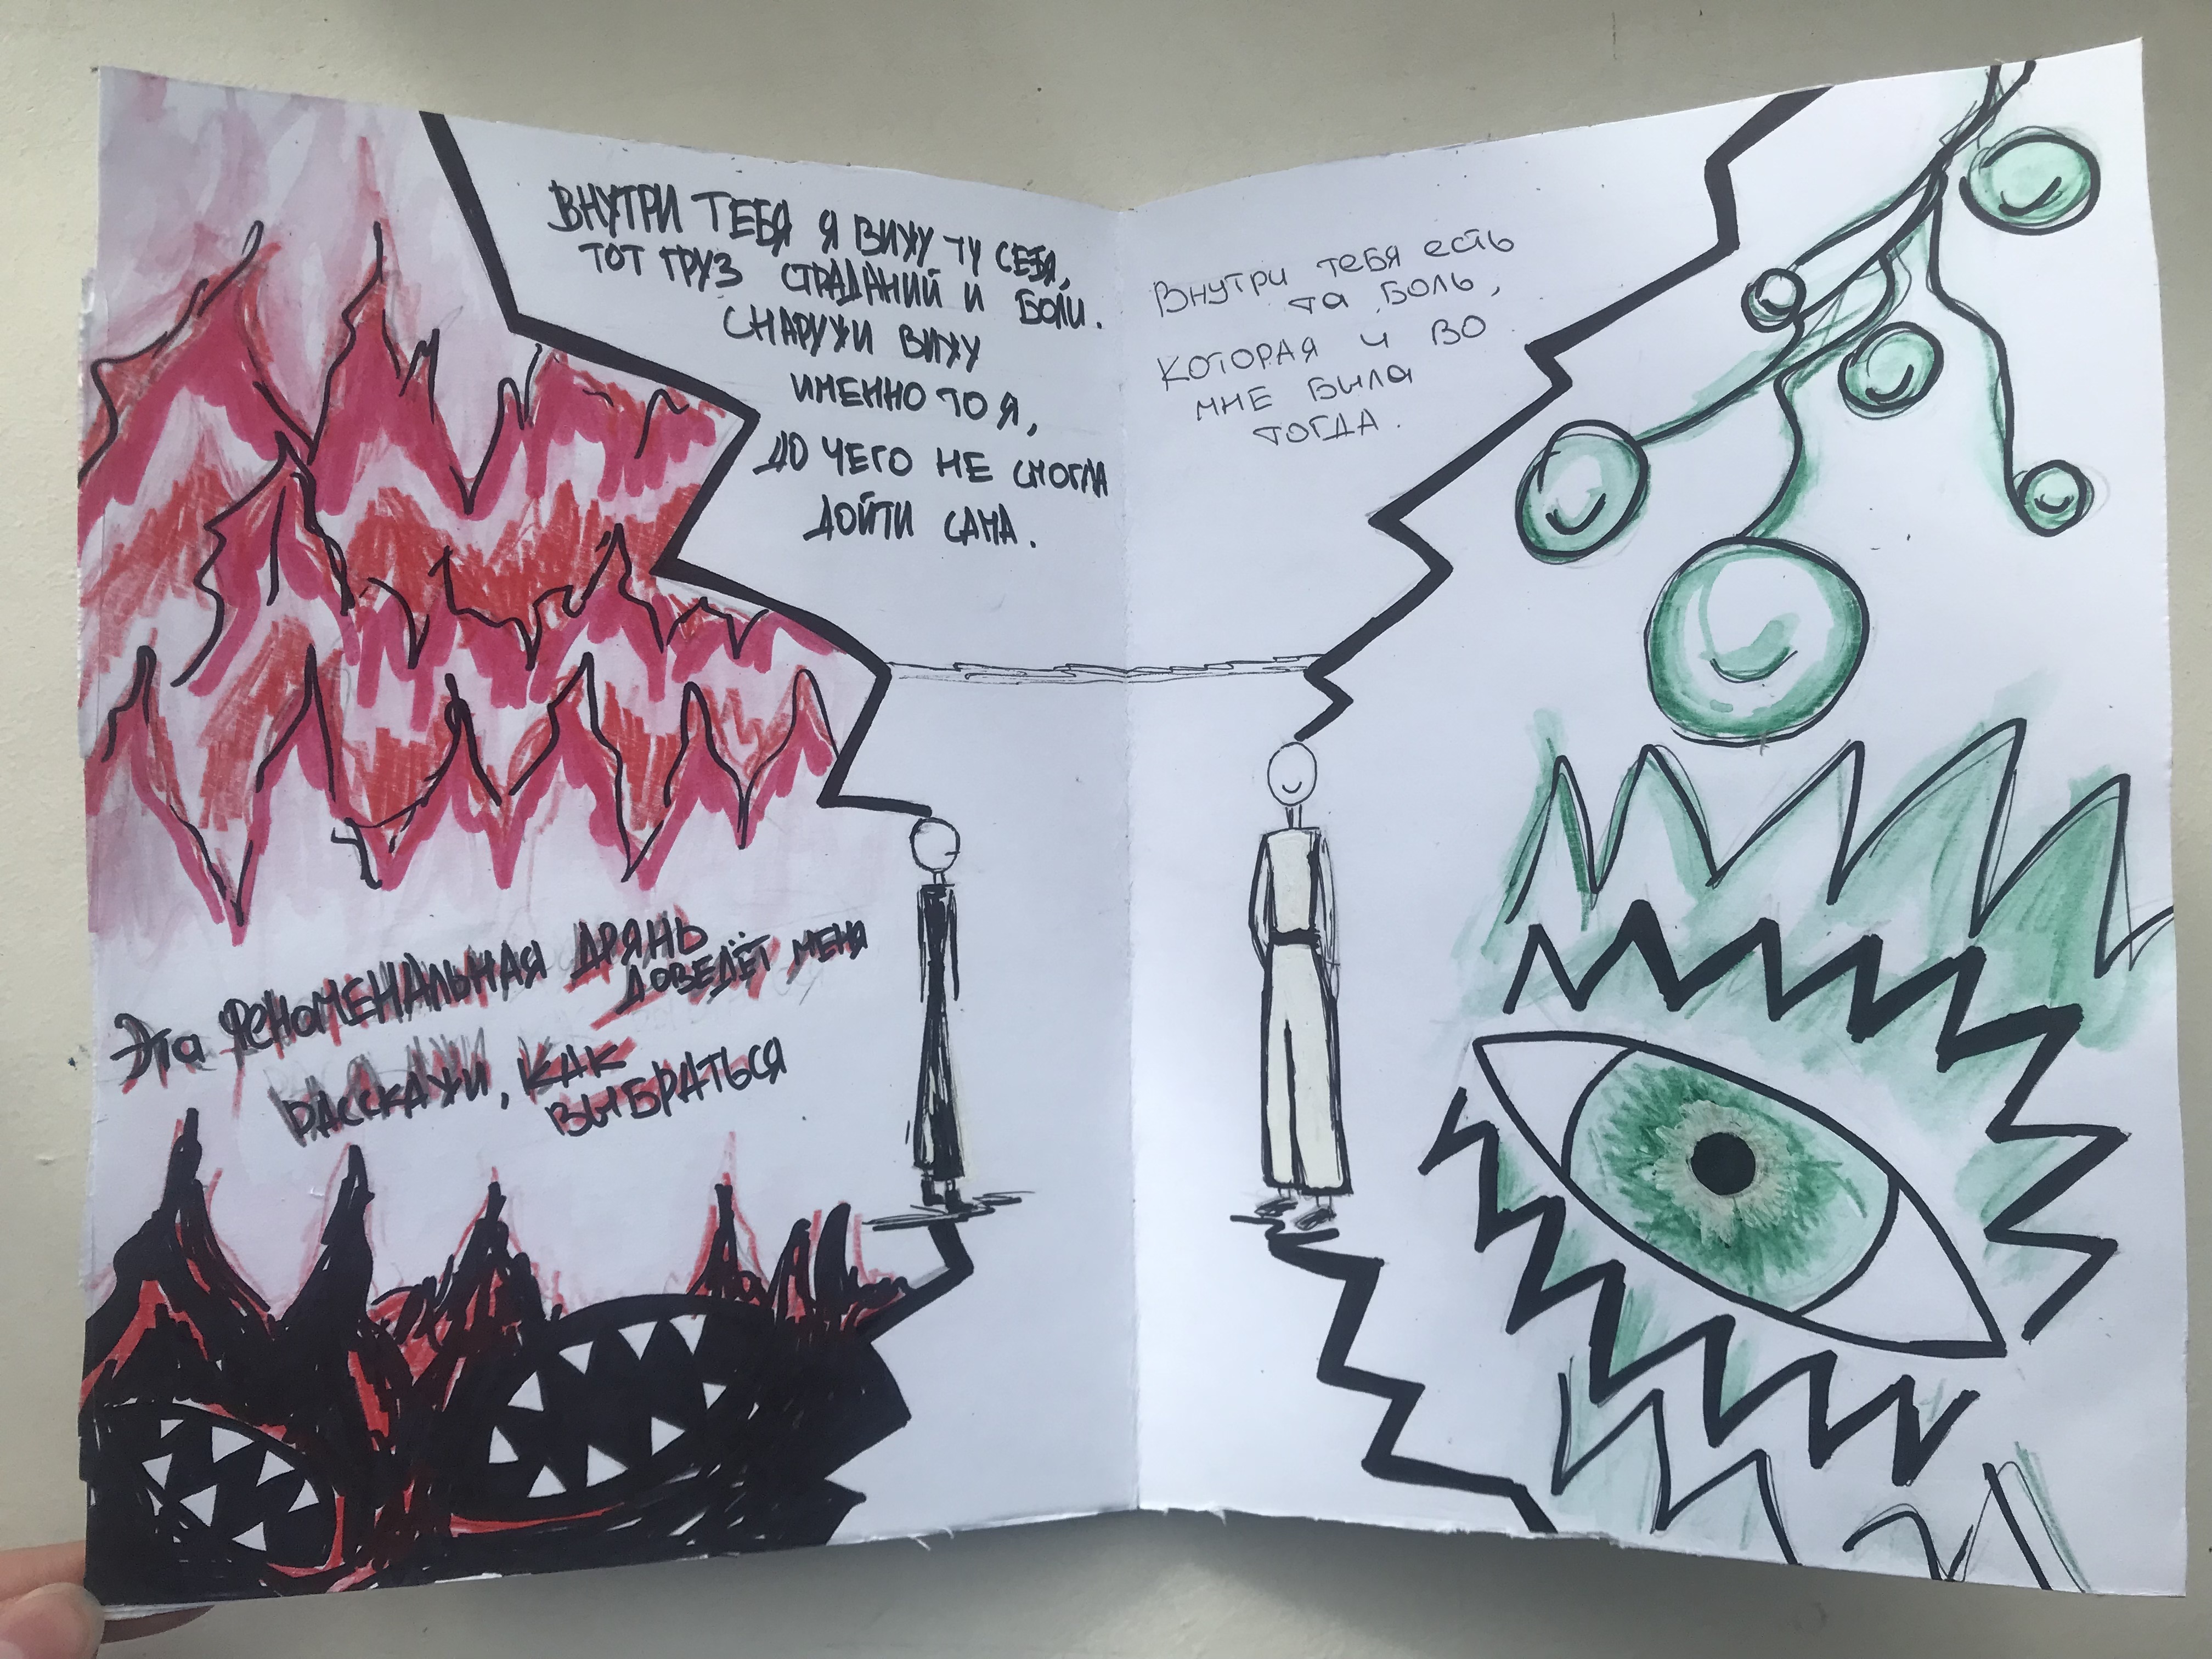 ВНУТРИ ТЕБЯ Я ВИЖУ ТУ СЕБЯ,
ТОТ ГРУЗ СТРАДАНИЙ И БОЛИ.
СНАРУЖИ ВИЖУ
ИМЕННО ТО Я,
ДО ЧЕГО НЕ СМОГЛА
ДОЙТИ САМА.
Эта ФЕНОМЕНАЛЬНАЯ ДРЯНЬ
ДОВЕДЁТ МЕНЯ
РАССКАЖИ, КАК
ВЫБРАТЬСЯ
Внутри тебя есть
та боль,
которая и во
мне была
тогда.